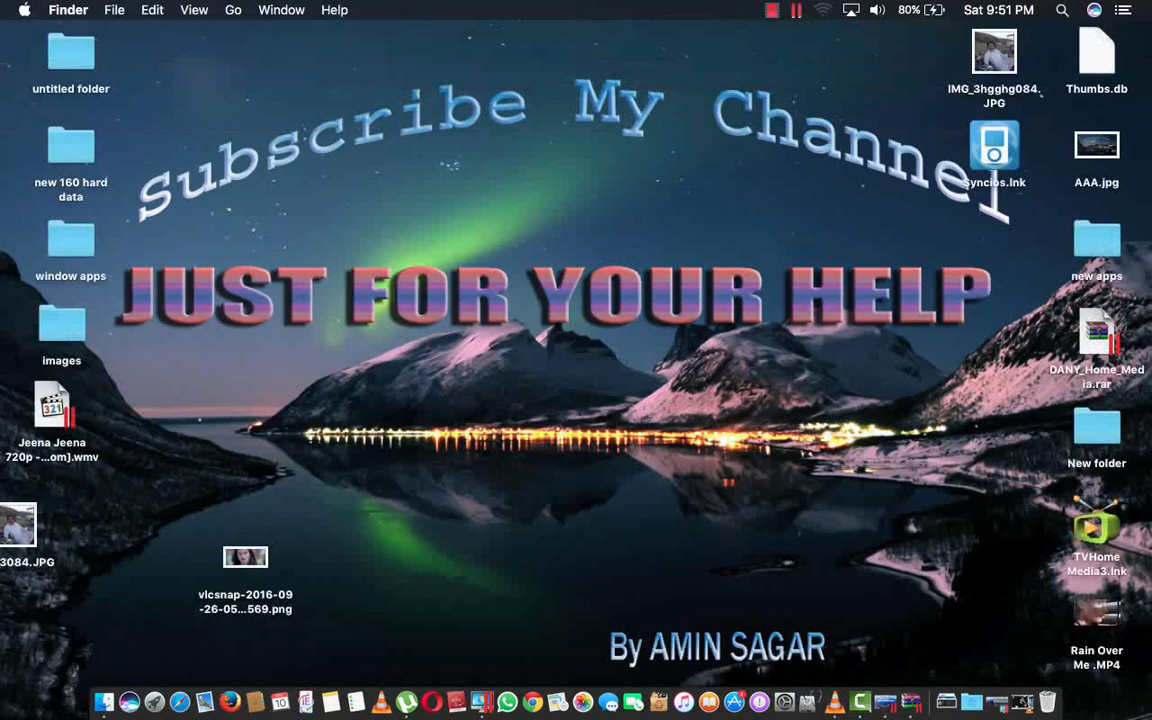 Finder File Edit View Go Window Help
80% Sat 9:51 PM
untitled folder
new 160 hard
data
window apps
images
321
Jeena Jeena
720p -...om].wmv
3084.JPG
vlcsnap-2016-09
-26-05...569.png
Subscribe My Channel
JUST FOR YOUR HELP
By AMIN SAGAR
IMG_3hgghg084.
JPG
Syncios.lnk
Thumbs.db
AAA.jpg
new apps
DANY_Home_Med
ia.rar
New folder
TVHome
Media3.lnk
Rain Over
Me .MP4
10